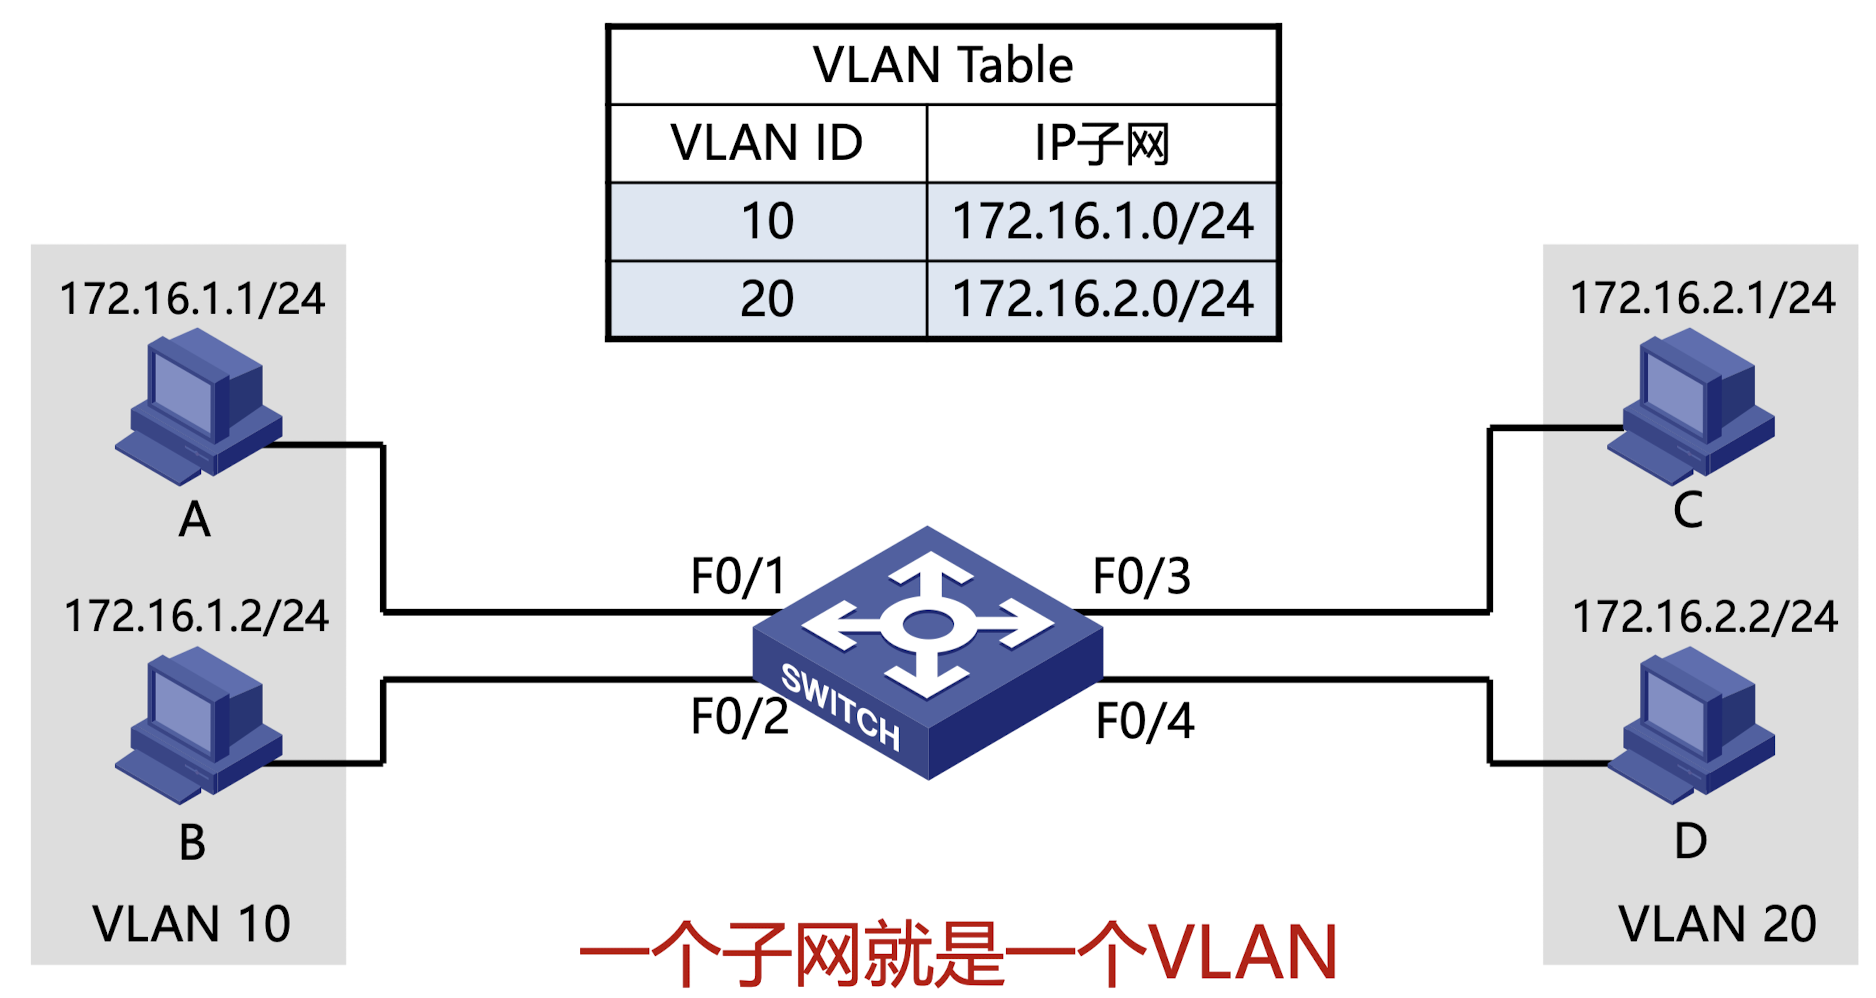 VLAN Table
VLAN ID IP子网
10 172.16.1.0/24
20 172.16.2.0/24
172.16.1.1/24
A
172.16.1.2/24
B
VLAN 10
F0/1
F0/2
SWITCH
F0/3
F0/4
172.16.2.1/24
C
172.16.2.2/24
D
VLAN 20
一个子网就是一个VLAN